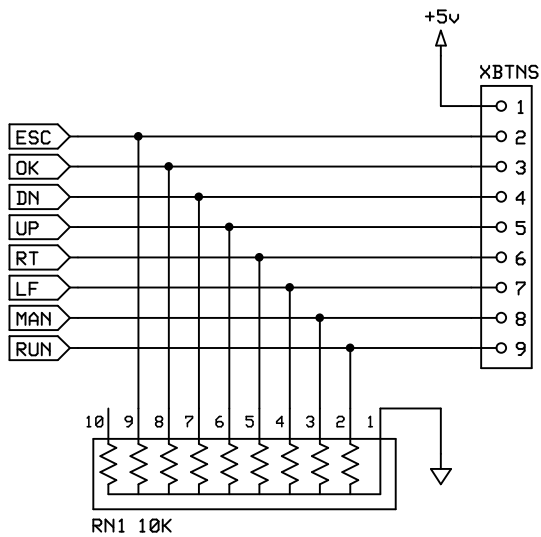 +5v
XBTNS
1
ESC 2
OK 3
DN 4
UP 5
RT 6
LF 7
MAN 8
RUN 9
10 9 8 7 6 5 4 3 2 1
RN1 10K